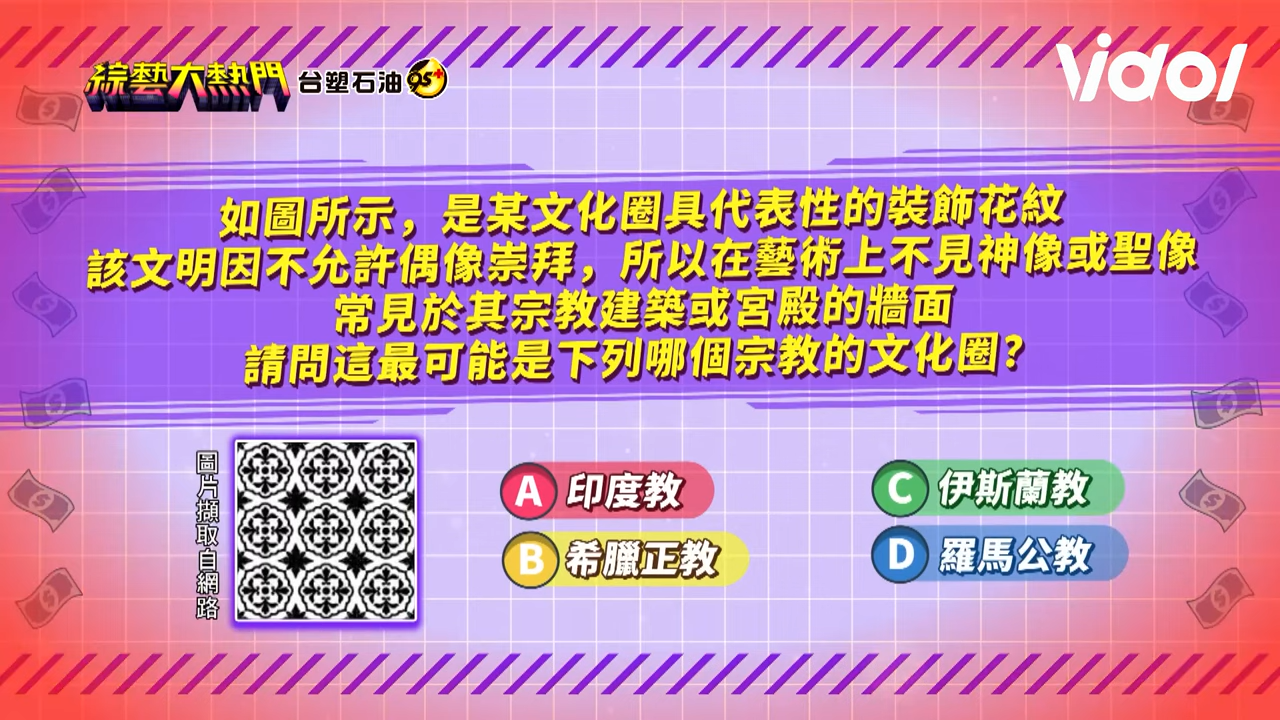 綜藝大熱門 台塑石油 95+
Vidol
如圖所示，是某文化圈具代表性的裝飾花紋
該文明因不允許偶像崇拜，所以在藝術上不見神像或聖像
常見於其宗教建築或宮殿的牆面
請問這最可能是下列哪個宗教的文化圈？
圖片擷取自網路
A 印度教
B 希臘正教
C 伊斯蘭教
D 羅馬公教